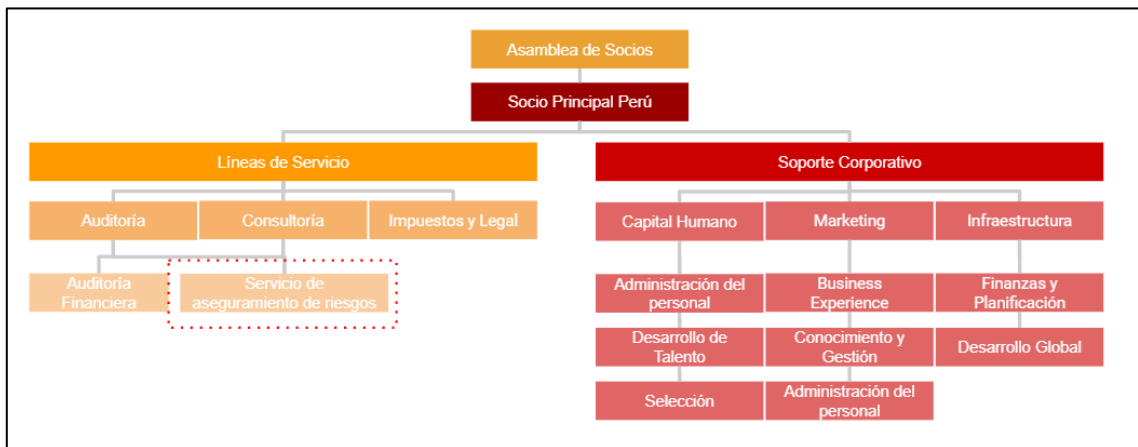 Asamblea de Socios
Socio Principal Perú
Líneas de Servicio
Soporte Corporativo
Auditoría
Consultoría
Impuestos y Legal
Capital Humano
Marketing
Infraestructura
Auditoría
Financiera
Servicio de
aseguramiento de riesgos
Administración del
personal
Business
Experience
Finanzas y
Planificación
Desarrollo de
Talento
Conocimiento y
Gestión
Desarrollo Global
Selección
Administración del
personal